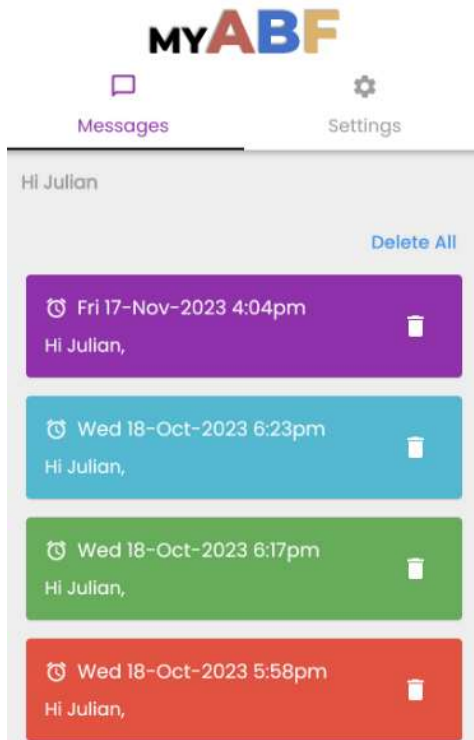 MYABF
Messages Settings
Hi Julian
Delete All
Fri 17-Nov-2023 4:04pm
Hi Julian,
Wed 18-Oct-2023 6:23pm
Hi Julian,
Wed 18-Oct-2023 6:17pm
Hi Julian,
Wed 18-Oct-2023 5:58pm
Hi Julian,